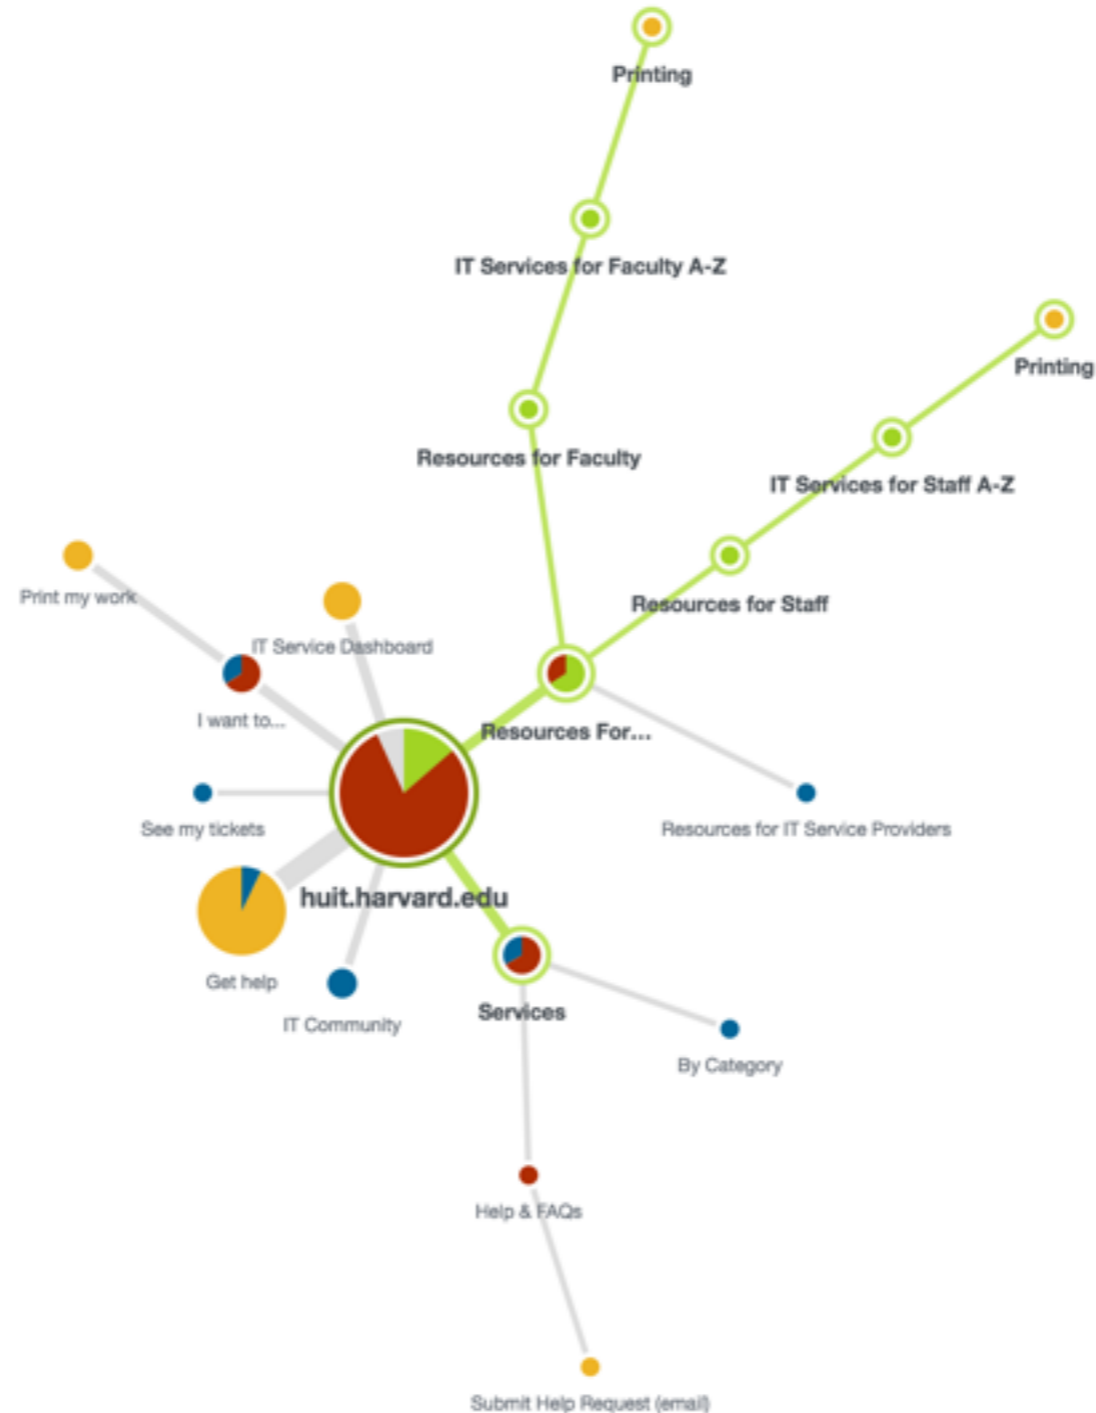 Printing
IT Services for Faculty A-Z
Printing
Resources for Faculty
IT Services for Staff A-Z
Print my work
Resources for Staff
IT Service Dashboard
I want to...
Resources For...
See my tickets
Resources for IT Service Providers
huit.harvard.edu
Get help
Services
IT Community
By Category
Help & FAQs
Submit Help Request (email)